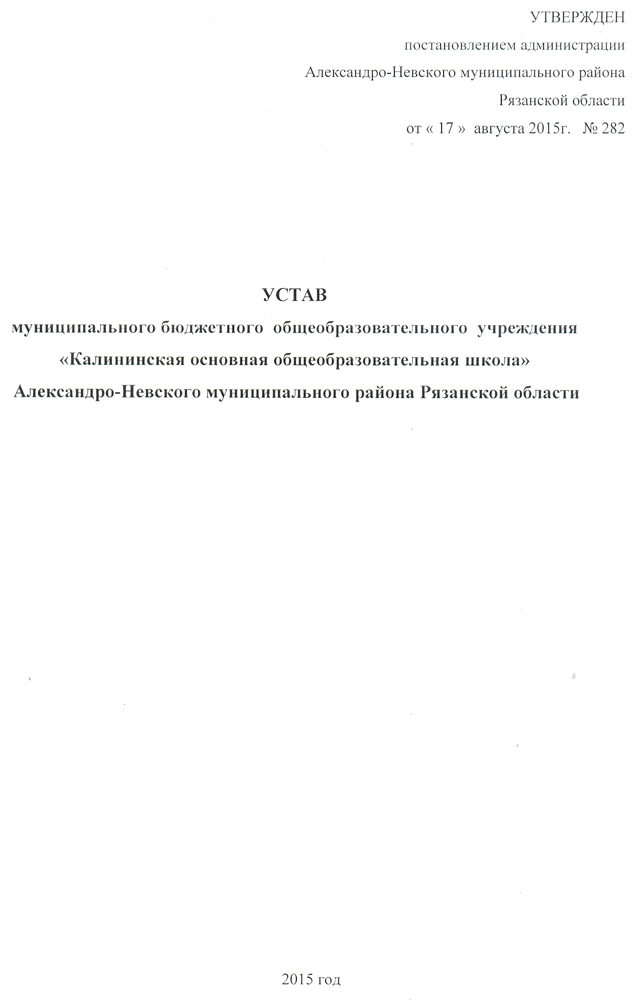 УТВЕРЖДЕН
постановлением администрации
Александро-Невского муниципального района
Рязанской области
от « 17 »  августа 2015г.   № 282
УСТАВ
муниципального бюджетного  общеобразовательного  учреждения
«Калининская основная общеобразовательная школа»
Александро-Невского муниципального района Рязанской области
2015 год